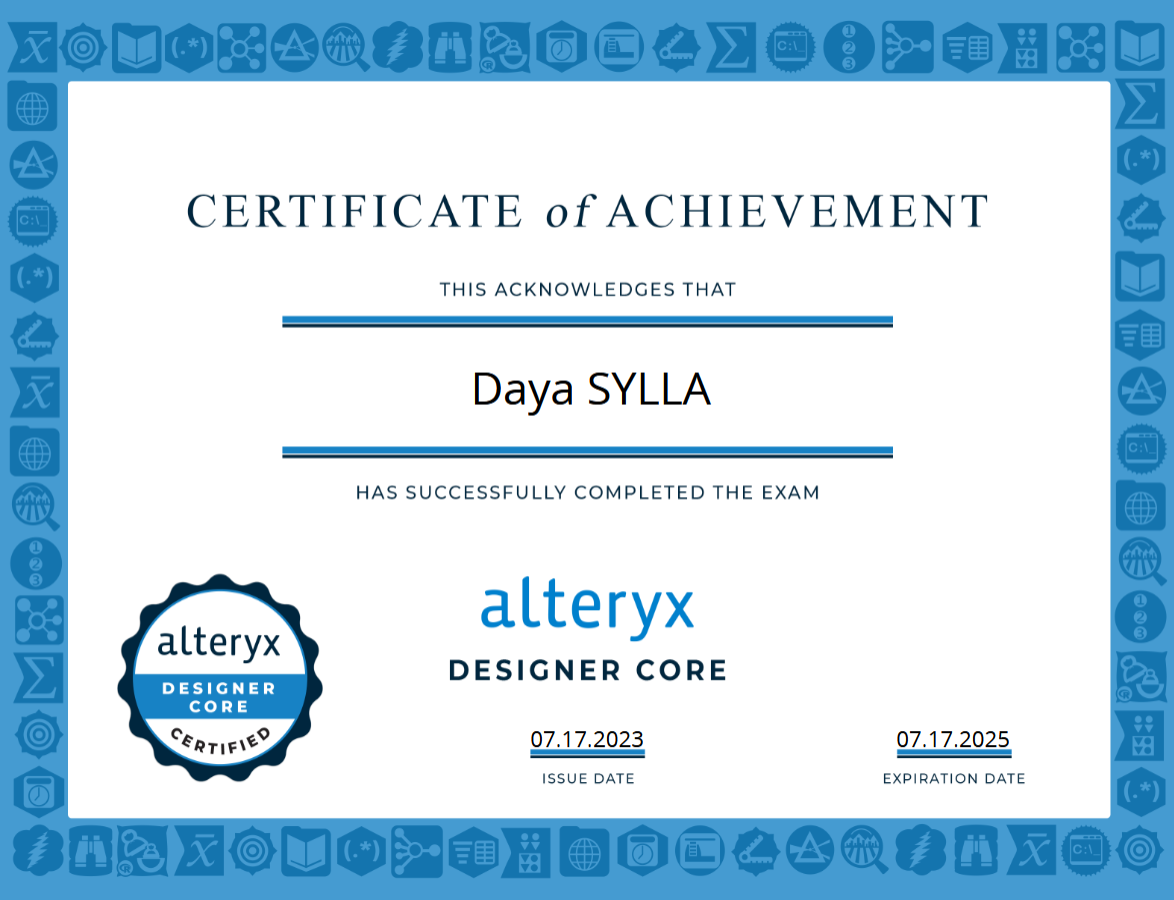 CERTIFICATE of ACHIEVEMENT
THIS ACKNOWLEDGES THAT
Daya SYLLA
HAS SUCCESSFULLY COMPLETED THE EXAM
alteryx
DESIGNER CORE
alteryx
DESIGNER
CORE
CERTIFIED
07.17.2023
ISSUE DATE
07.17.2025
EXPIRATION DATE